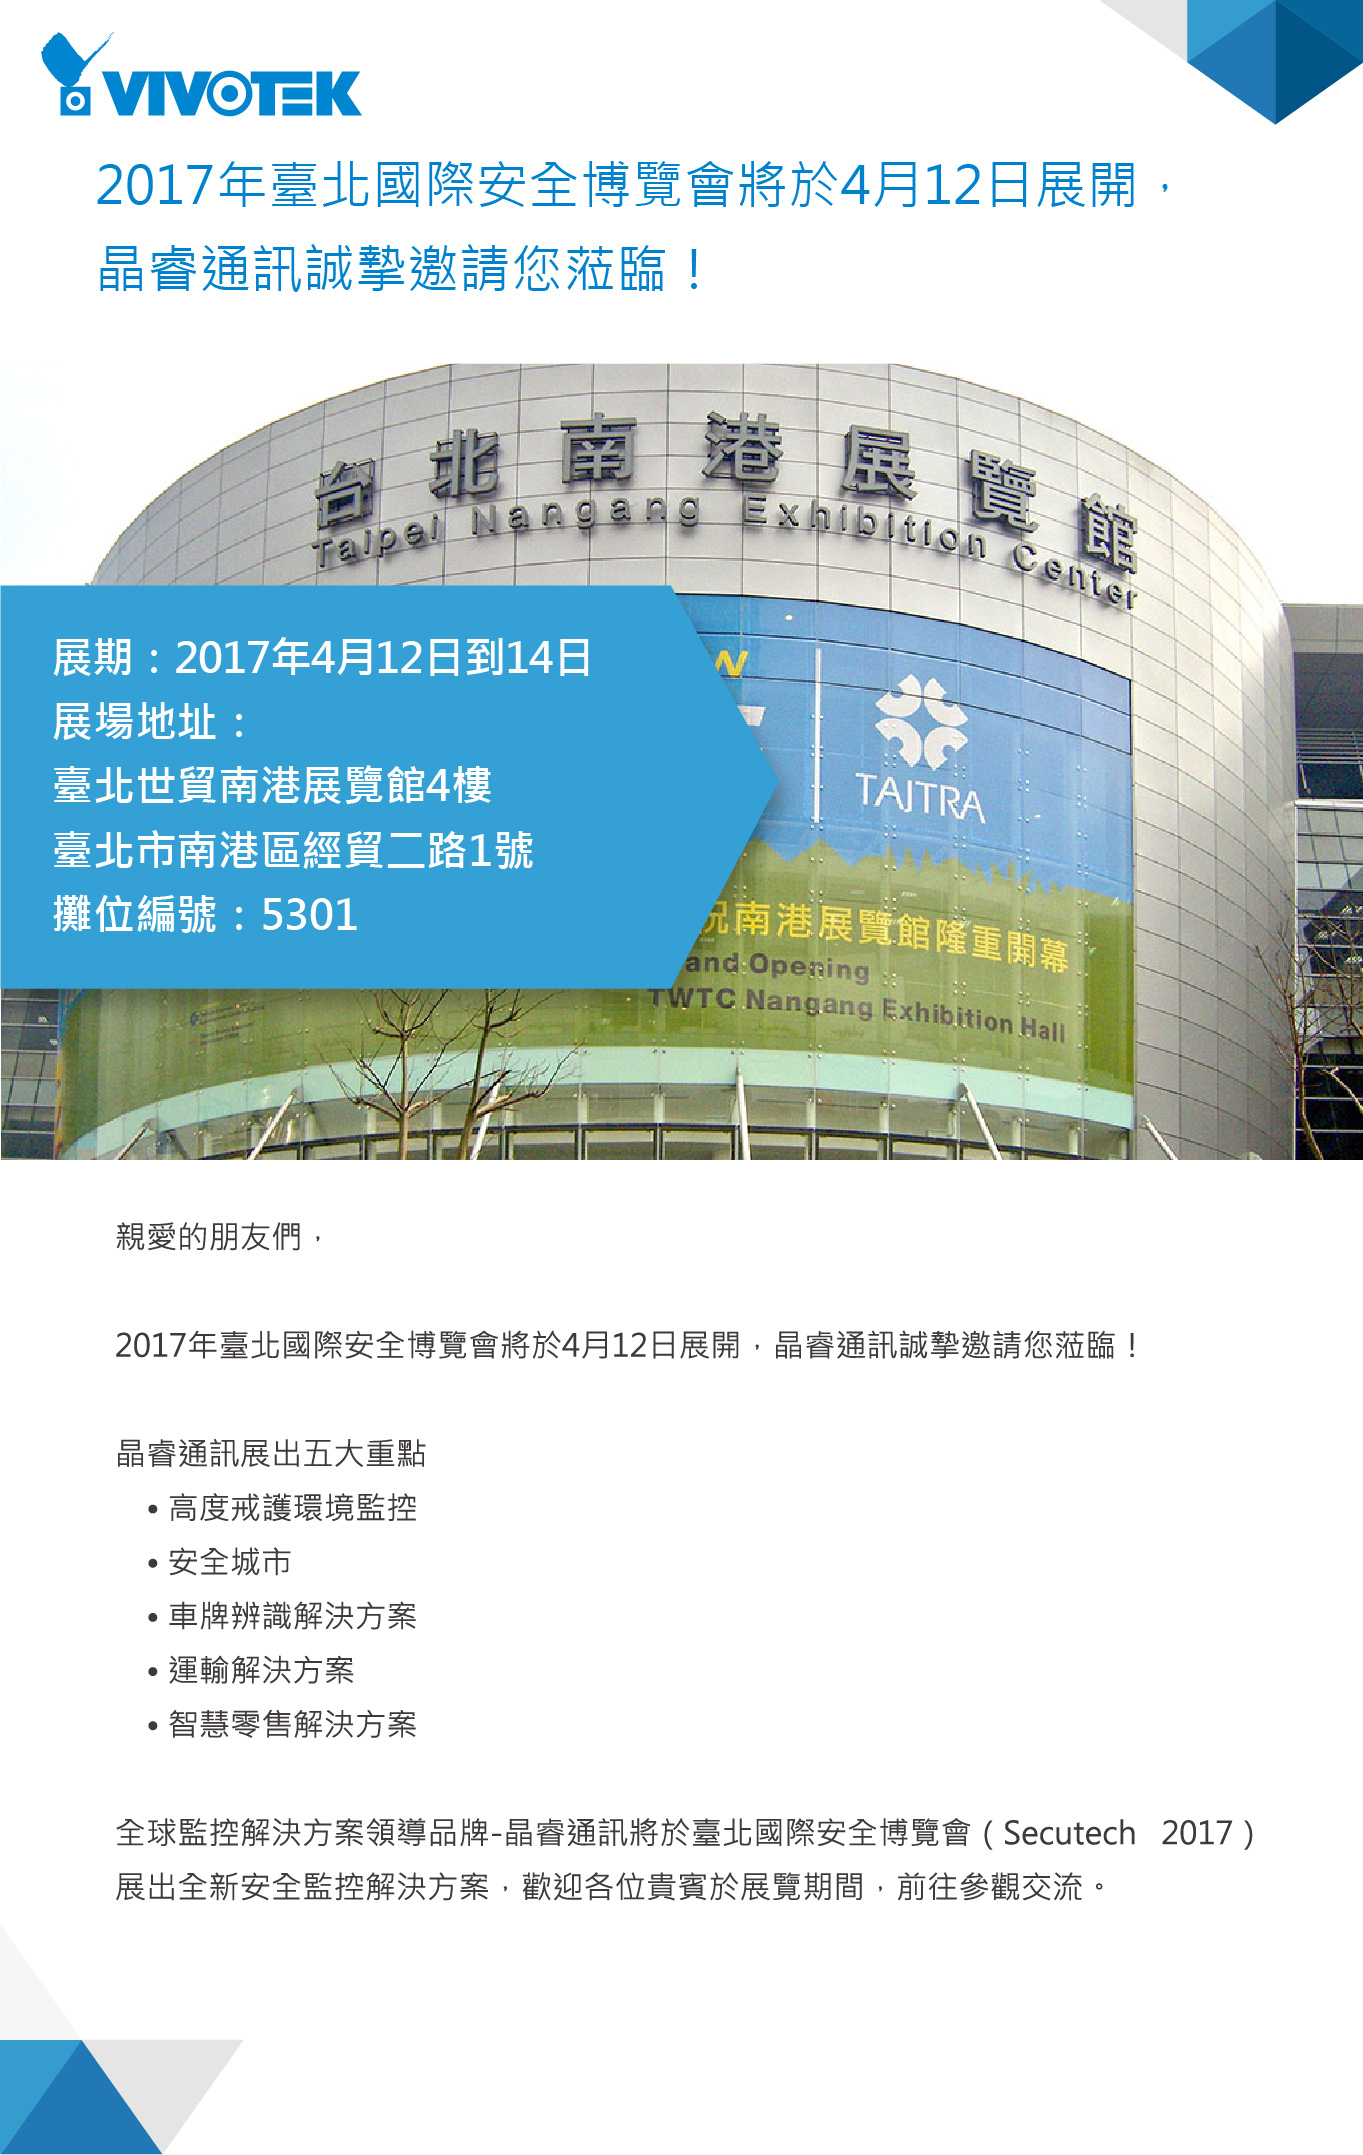 VIVOTEK
2017年臺北國際安全博覽會將於4月12日展開，
晶睿通訊誠摯邀請您蒞臨！
台北南港展覽館
Taipei Nangang Exhibition Center
展期：2017年4月12日到14日
展場地址：
臺北世貿南港展覽館4樓
臺北市南港區經貿二路1號
攤位編號：5301
TAITRA
祝南港展覽館隆重開幕
and Opening
TWTC Nangang Exhibition Hall
親愛的朋友們，
2017年臺北國際安全博覽會將於4月12日展開，晶睿通訊誠摯邀請您蒞臨！
晶睿通訊展出五大重點
• 高度戒護環境監控
• 安全城市
• 車牌辨識解決方案
• 運輸解決方案
• 智慧零售解決方案
全球監控解決方案領導品牌-晶睿通訊將於臺北國際安全博覽會（Secutech 2017）
展出全新安全監控解決方案，歡迎各位貴賓於展覽期間，前往參觀交流。